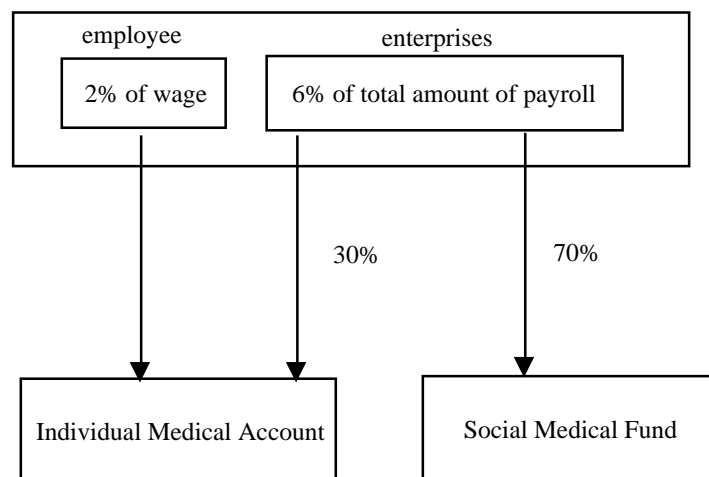 employee
enterprises
2% of wage
6% of total amount of payroll
30%
70%
Individual Medical Account
Social Medical Fund